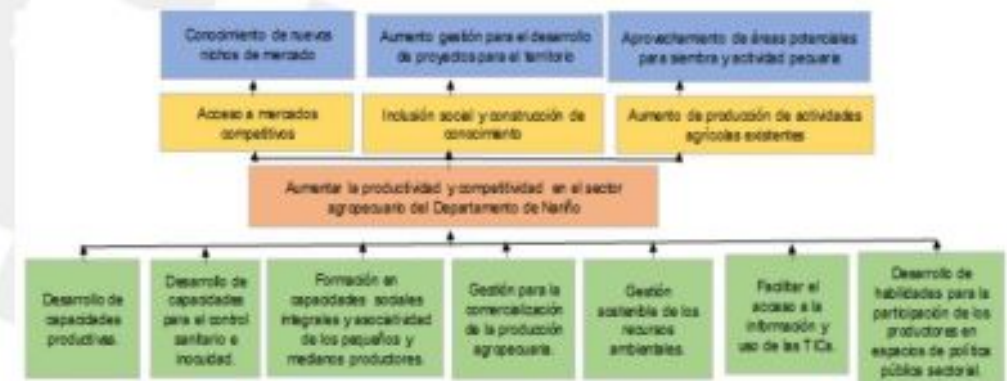 Conocimiento de nuevos
nichos de mercado
Aumento gestión para el desarrollo
de proyectos para el territorio
Aprovechamiento de áreas potenciales
para siembra y actividad pecuaria
Acceso a mercados
competitivos
Inclusión social y construcción de
conocimiento
Aumento de producción de actividades
agrícolas existentes
Aumentar la productividad y competitividad en el sector
agropecuario del Departamento de Nariño
Desarrollo de
capacidades
productivas.
Desarrollo de
capacidades
para el control
sanitario e
inocuidad.
Formación en
capacidades sociales
integrales y asociatividad
de los pequeños y
medianos productores.
Gestión para la
comercialización
de la producción
agropecuaria.
Gestión
sostenible de los
recursos
ambientales.
Facilitar el
acceso a la
información y
uso de las TICs.
Desarrollo de
habilidades para la
participación de los
productores en
espacios de política
pública sectorial.